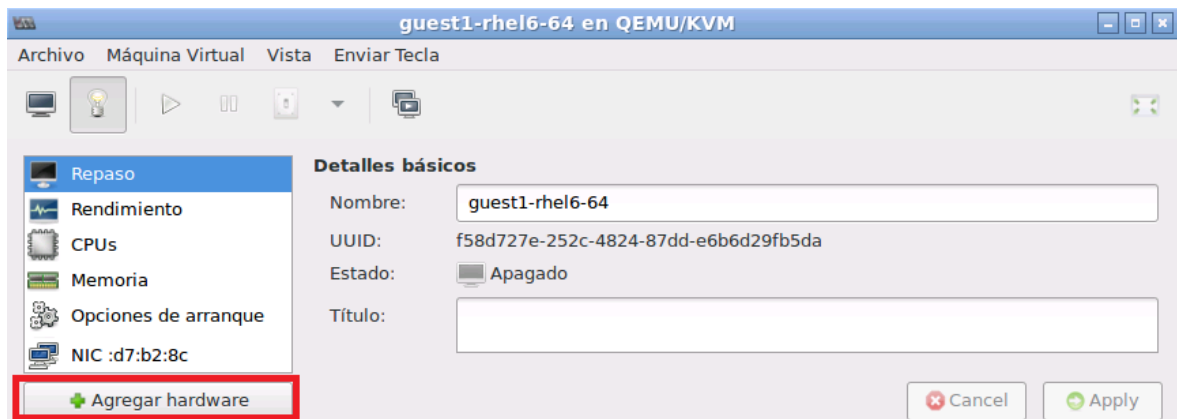 guest1-rhel6-64 en QEMU/KVM
Archivo Máquina Virtual Vista Enviar Tecla
Repaso
Rendimiento
CPUs
Memoria
Opciones de arranque
NIC :d7:b2:8c
Agregar hardware
Detalles básicos
Nombre: guest1-rhel6-64
UUID: f58d727e-252c-4824-87dd-e6b6d29fb5da
Estado: Apagado
Título:
Cancel Apply